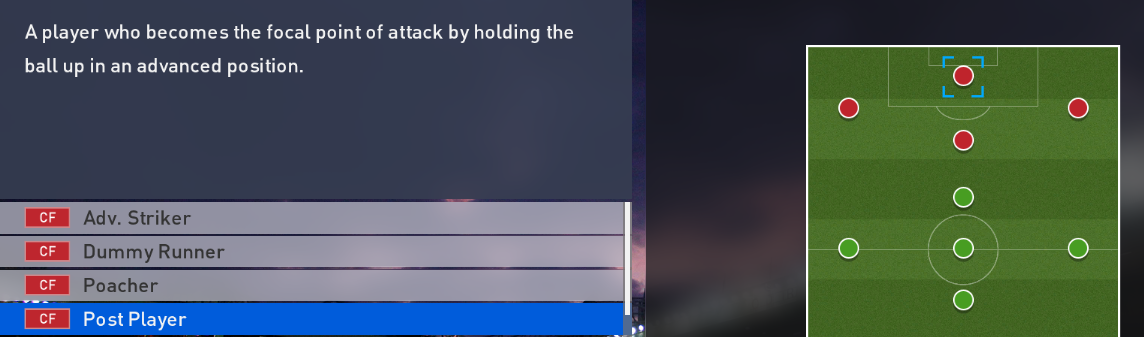 A player who becomes the focal point of attack by holding the
ball up in an advanced position.
CF Adv. Striker
CF Dummy Runner
CF Poacher
CF Post Player